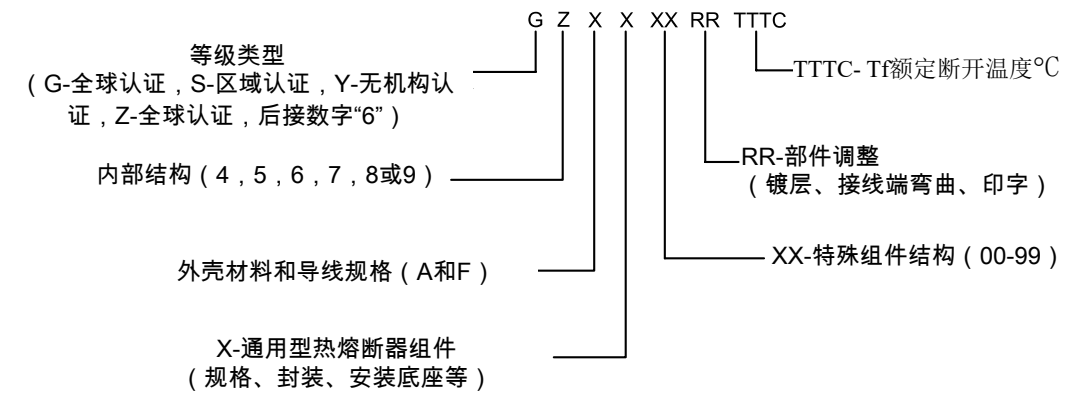 G Z X X XX RR TTTC
等级类型
（G-全球认证，S-区域认证，Y-无机构认
证，Z-全球认证，后接数字“6”）
TTTC- Tf额定断开温度°C
RR-部件调整
（镀层、接线端弯曲、印字）
内部结构（4，5，6，7，8或9）
XX-特殊组件结构（00-99）
外壳材料和导线规格（A和F）
X-通用型热熔断器组件
（规格、封装、安装底座等）